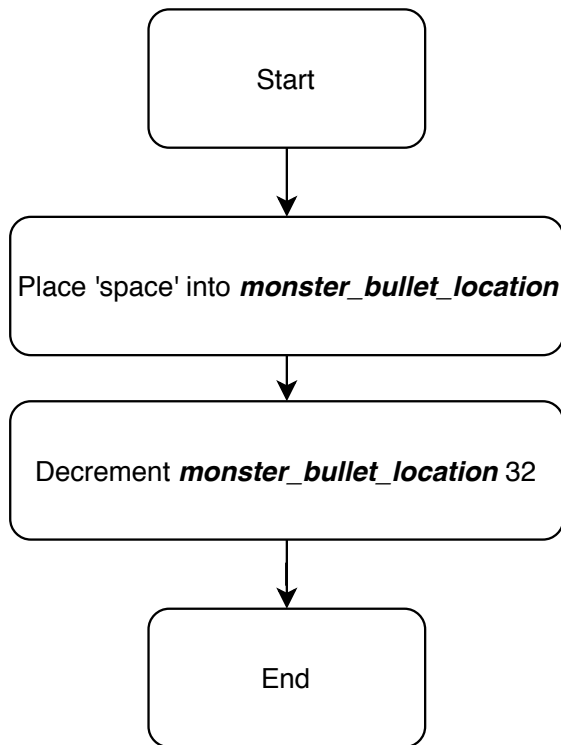 Start
Place 'space' into monster_bullet_location
Decrement monster_bullet_location 32
End